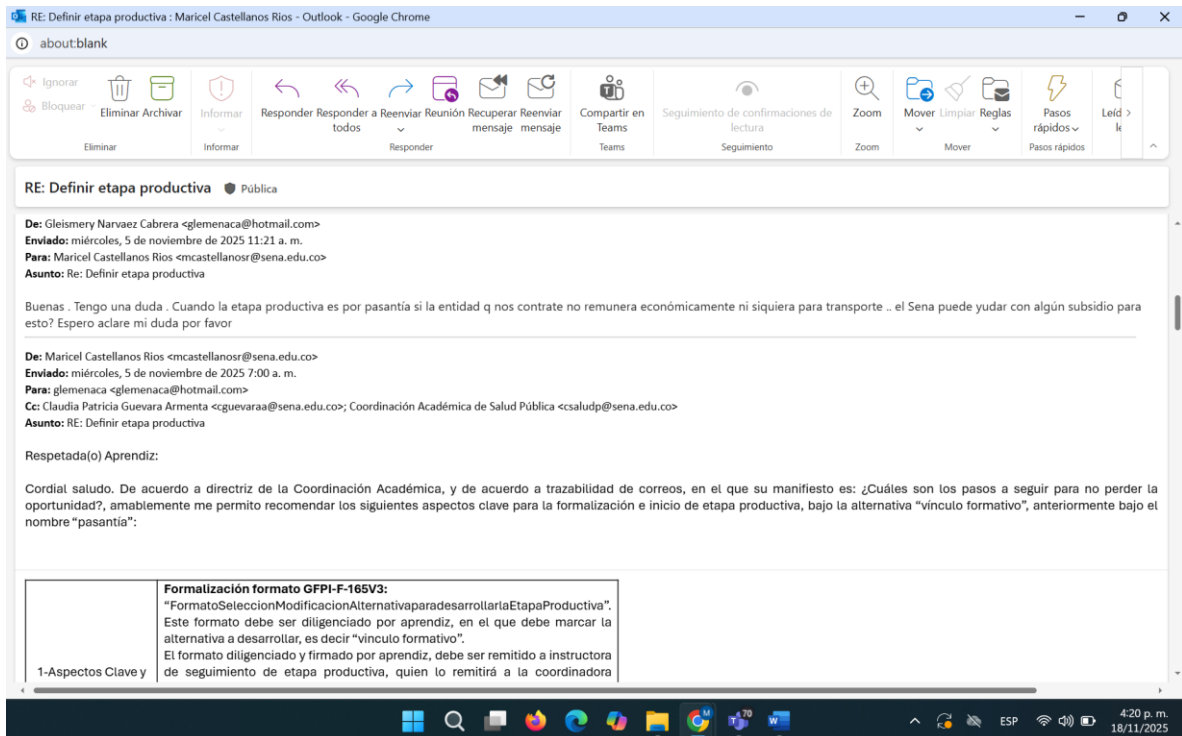 RE: Definir etapa productiva : Maricel Castellanos Rios - Outlook - Google Chrome
about:blank
Ignorar
Bloquear
Eliminar Archivar
Informar
Responder Responder a Reenviar Reunión Recuperar Reenviar
todos mensaje mensaje
Compartir en
Teams
Seguimiento de confirmaciones de
lectura
Zoom
Mover Limpiar Reglas
Pasos
rápidos
Leíd
le
Eliminar Informar Responder Teams Seguimiento Zoom Mover Pasos rápidos
RE: Definir etapa productiva Pública
De: Gleismery Narvaez Cabrera <glemenaca@hotmail.com>
Enviado: miércoles, 5 de noviembre de 2025 11:21 a. m.
Para: Maricel Castellanos Rios <mcastellanosr@sena.edu.co>
Asunto: Re: Definir etapa productiva
Buenas . Tengo una duda . Cuando la etapa productiva es por pasantía si la entidad q nos contrate no remunera económicamente ni siquiera para transporte .. el Sena puede yudar con algún subsidio para
esto? Espero aclare mi duda por favor
De: Maricel Castellanos Rios <mcastellanosr@sena.edu.co>
Enviado: miércoles, 5 de noviembre de 2025 7:00 a. m.
Para: glemenaca <glemenaca@hotmail.com>
Cc: Claudia Patricia Guevara Armenta <cguevaraa@sena.edu.co>; Coordinación Académica de Salud Pública <csaludp@sena.edu.co>
Asunto: RE: Definir etapa productiva
Respetada(o) Aprendiz:
Cordial saludo. De acuerdo a directriz de la Coordinación Académica, y de acuerdo a trazabilidad de correos, en el que su manifiesto es: ¿Cuáles son los pasos a seguir para no perder la
oportunidad?, amablemente me permito recomendar los siguientes aspectos clave para la formalización e inicio de etapa productiva, bajo la alternativa “vínculo formativo”, anteriormente bajo el
nombre “pasantía”:
Formalización formato GFPI-F-165V3:
“FormatoSeleccionModificacionAlternativaparadesarrollarlaEtapaProductiva”.
Este formato debe ser diligenciado por aprendiz, en el que debe marcar la
alternativa a desarrollar, es decir “vinculo formativo”.
El formato diligenciado y firmado por aprendiz, debe ser remitido a instructora
1-Aspectos Clave y de seguimiento de etapa productiva, quien lo remitirá a la coordinadora
70
ESP
4:20 p. m.
18/11/2025